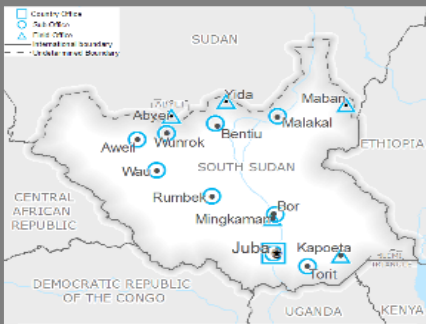 Country Office
Sub Office
Field Office
International boundary
Undetermined Boundary
SUDAN
Yida
Maban
Abyei
Bentiu
Malakal
Wunrok
Aweil
ETHIOPIA
Wau
SOUTH SUDAN
CENTRAL
AFRICAN
REPUBLIC
Rumbek
Bor
Mingkaman
Juba
Kapoeta
Torit
DEMOCRATIC REPUBLIC
OF THE CONGO
UGANDA
KENYA